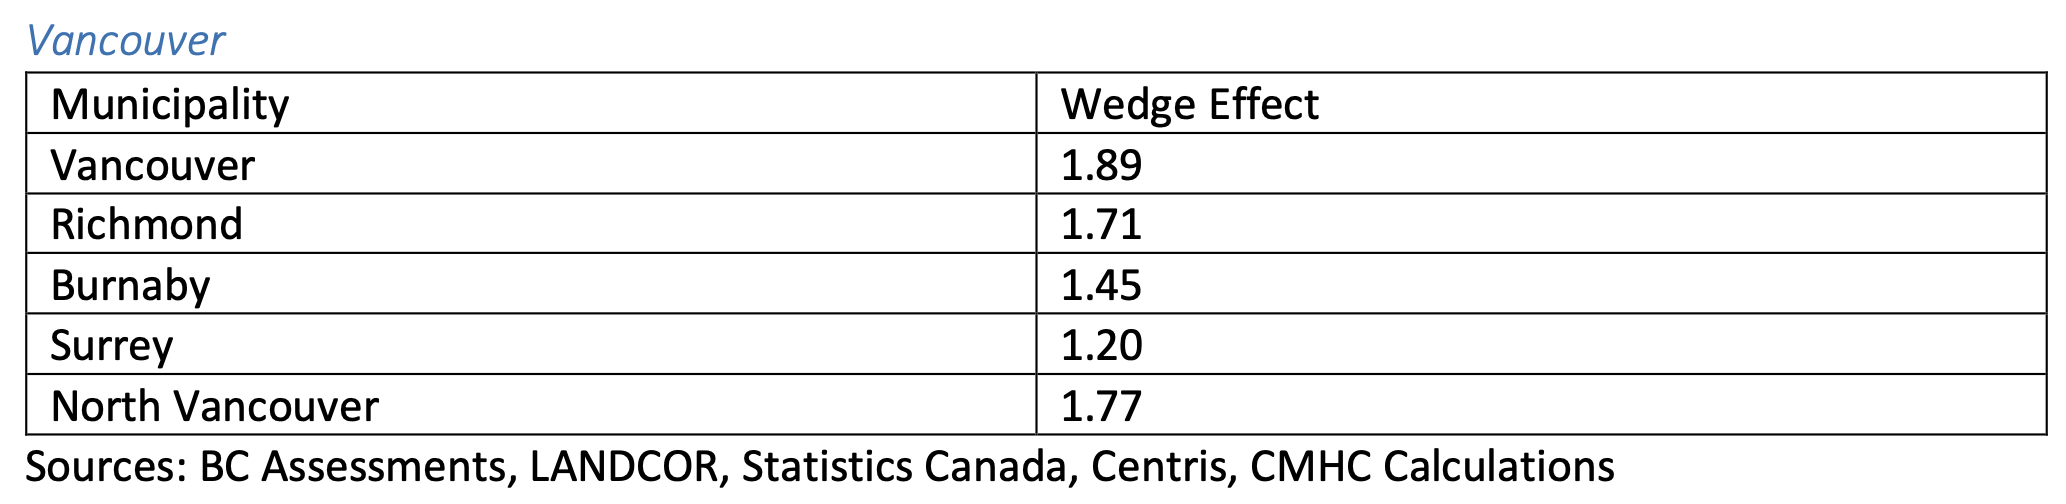 Vancouver
Municipality Wedge Effect
Vancouver 1.89
Richmond 1.71
Burnaby 1.45
Surrey 1.20
North Vancouver 1.77
Sources: BC Assessments, LANDCOR, Statistics Canada, Centris, CMHC Calculations